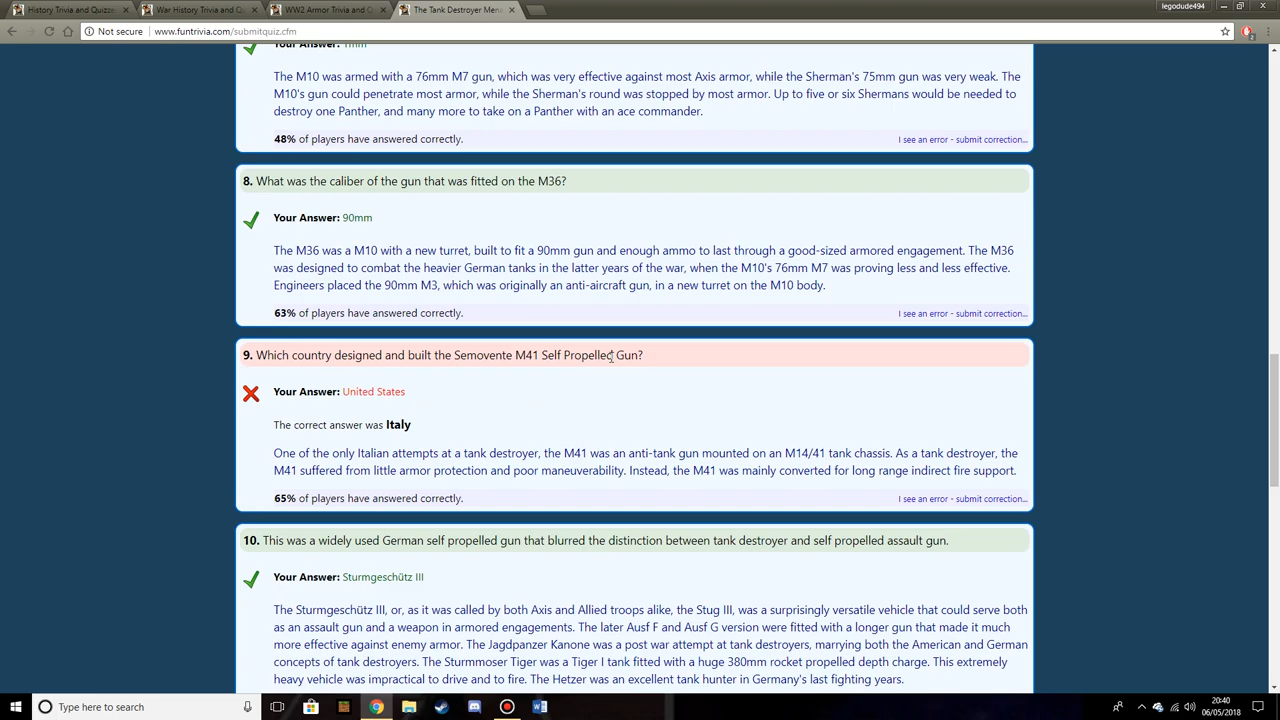 History Trivia and Quizze
War History Trivia and Q
WW2 Armor Trivia and C
The Tank Destroyer Mena
legodude494
Not secure
www.funtrivia.com/submitquiz.cfm
Your Answer: 1mm
The M10 was armed with a 76mm M7 gun, which was very effective against most Axis armor, while the Sherman's 75mm gun was very weak. The
M10's gun could penetrate most armor, while the Sherman's round was stopped by most armor. Up to five or six Shermans would be needed to
destroy one Panther, and many more to take on a Panther with an ace commander.
48% of players have answered correctly.
I see an error - submit correction...
8. What was the caliber of the gun that was fitted on the M36?
Your Answer: 90mm
The M36 was a M10 with a new turret, built to fit a 90mm gun and enough ammo to last through a good-sized armored engagement. The M36
was designed to combat the heavier German tanks in the latter years of the war, when the M10's 76mm M7 was proving less and less effective.
Engineers placed the 90mm M3, which was originally an anti-aircraft gun, in a new turret on the M10 body.
63% of players have answered correctly.
I see an error - submit correction...
9. Which country designed and built the Semovente M41 Self Propelled Gun?
Your Answer: United States
The correct answer was Italy
One of the only Italian attempts at a tank destroyer, the M41 was an anti-tank gun mounted on an M14/41 tank chassis. As a tank destroyer, the
M41 suffered from little armor protection and poor maneuverability. Instead, the M41 was mainly converted for long range indirect fire support.
65% of players have answered correctly.
I see an error - submit correction...
10. This was a widely used German self propelled gun that blurred the distinction between tank destroyer and self propelled assault gun.
Your Answer: Sturmgeschütz III
The Sturmgeschütz III, or, as it was called by both Axis and Allied troops alike, the Stug III, was a surprisingly versatile vehicle that could serve both
as an assault gun and a weapon in armored engagements. The later Ausf F and Ausf G version were fitted with a longer gun that made it much
more effective against enemy armor. The Jagdpanzer Kanone was a post war attempt at tank destroyers, marrying both the American and German
concepts of tank destroyers. The Sturmmoser Tiger was a Tiger I tank fitted with a huge 380mm rocket propelled depth charge. This extremely
heavy vehicle was impractical to drive and to fire. The Hetzer was an excellent tank hunter in Germany's last fighting years.
Type here to search
20:40
06/05/2018